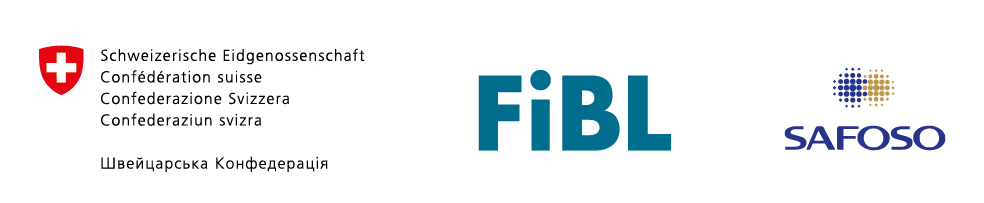 Schweizerische Eidgenossenschaft
Confédération suisse
Confederazione Svizzera
Confederaziun svizra
Швейцарська Конфедерація
FiBL
SAFOSO